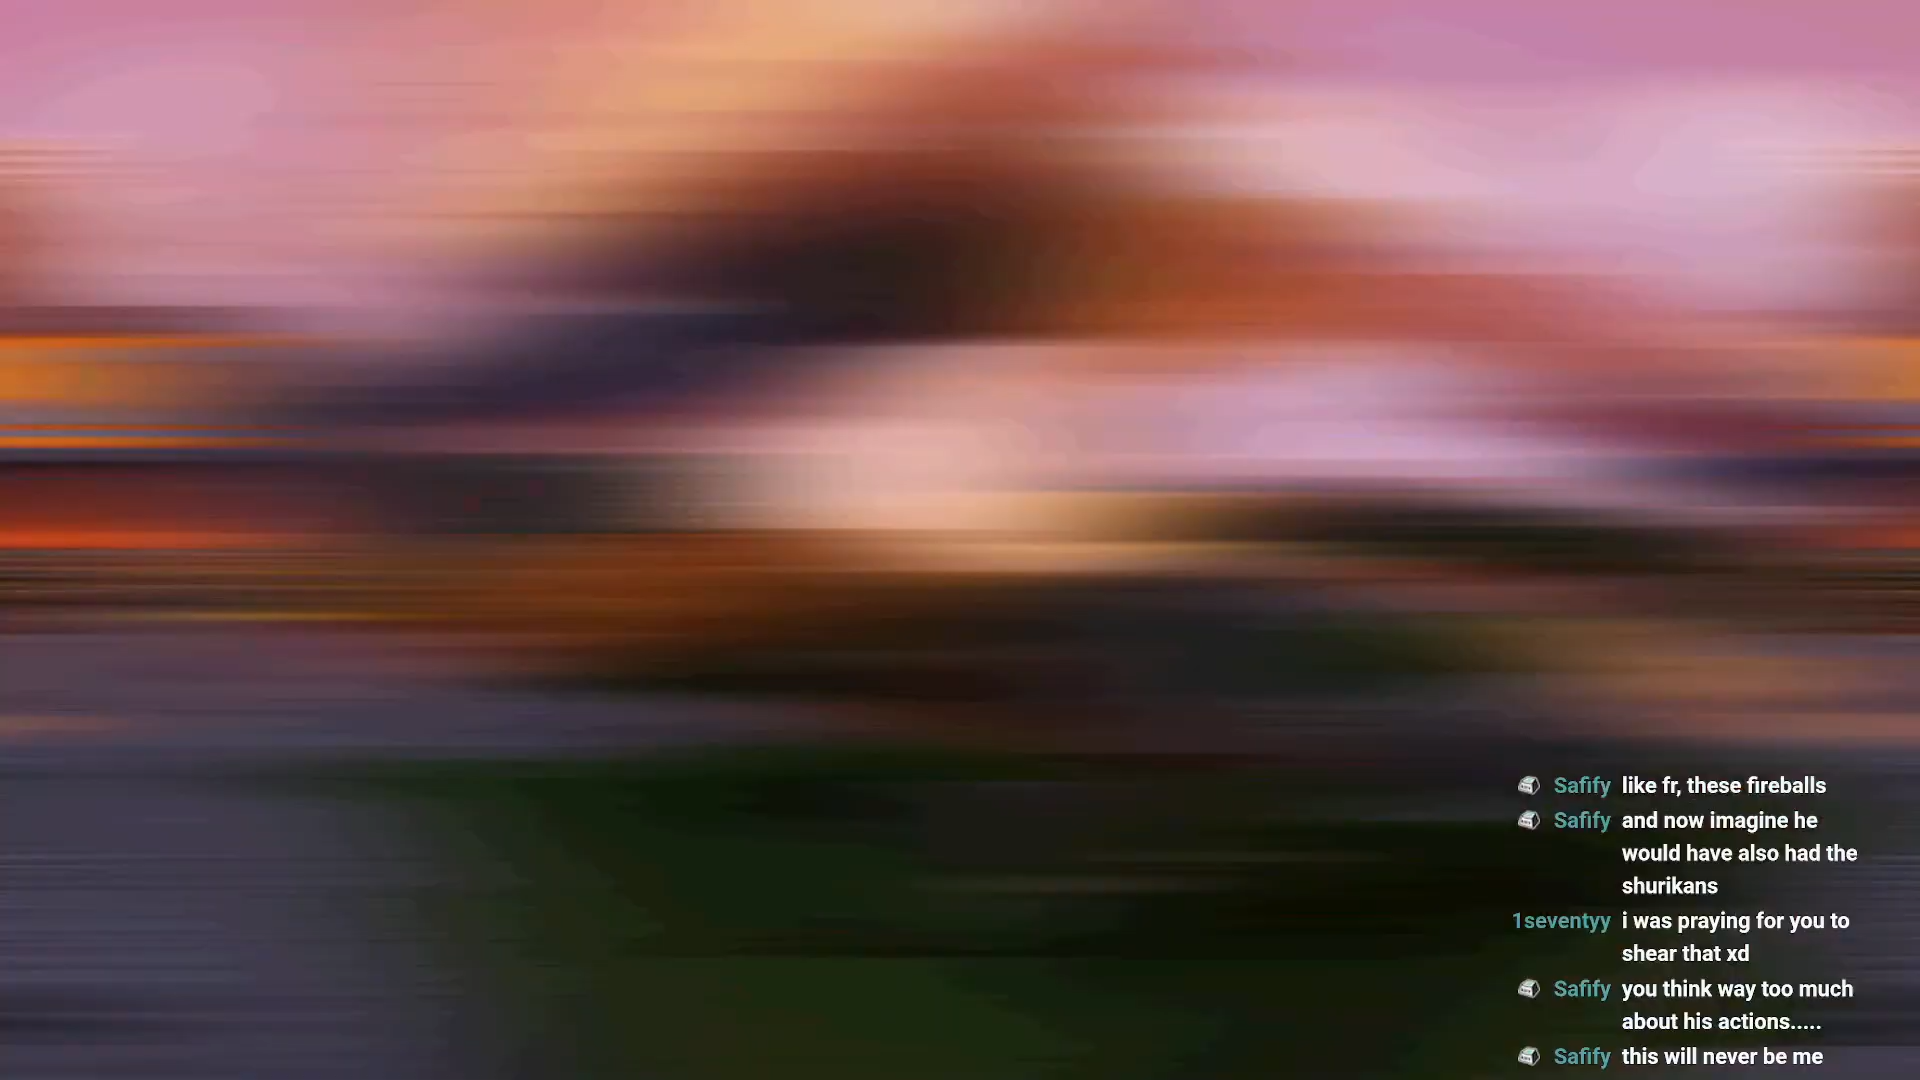 Safify like fr, these fireballs
Safify and now imagine he
would have also had the
shurikans
1seventyy i was praying for you to
shear that xd
Safify you think way too much
about his actions.....
Safify this will never be me